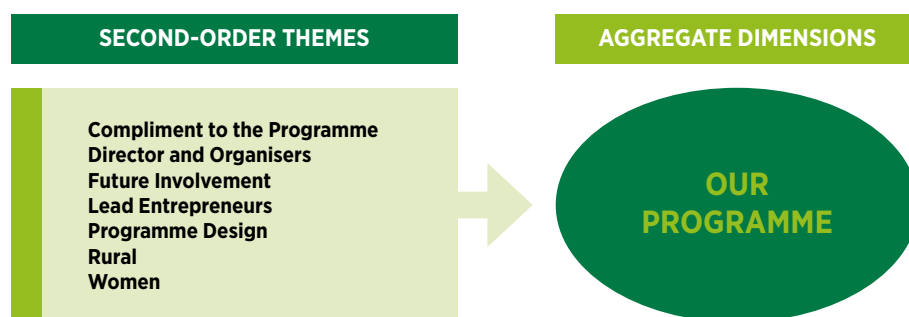 SECOND-ORDER THEMES
AGGREGATE DIMENSIONS
Compliment to the Programme
Director and Organisers
Future Involvement
Lead Entrepreneurs
Programme Design
Rural
Women
OUR
PROGRAMME